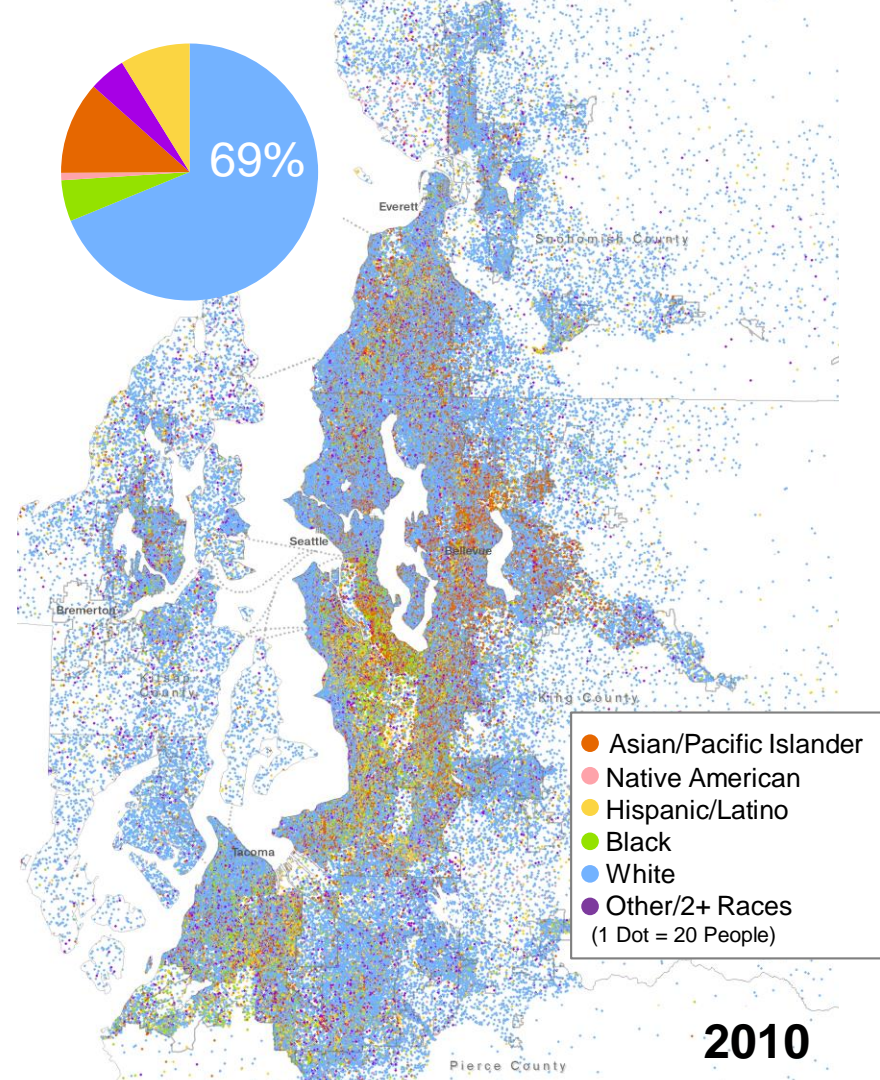 69%
Everett
Snohomish County
Seattle
Bellevue
Bremerton
Kitsap
County
King County
Asian/Pacific Islander
Native American
Hispanic/Latino
Black
White
Other/2+ Races
(1 Dot = 20 People)
Tacoma
2010
Pierce County